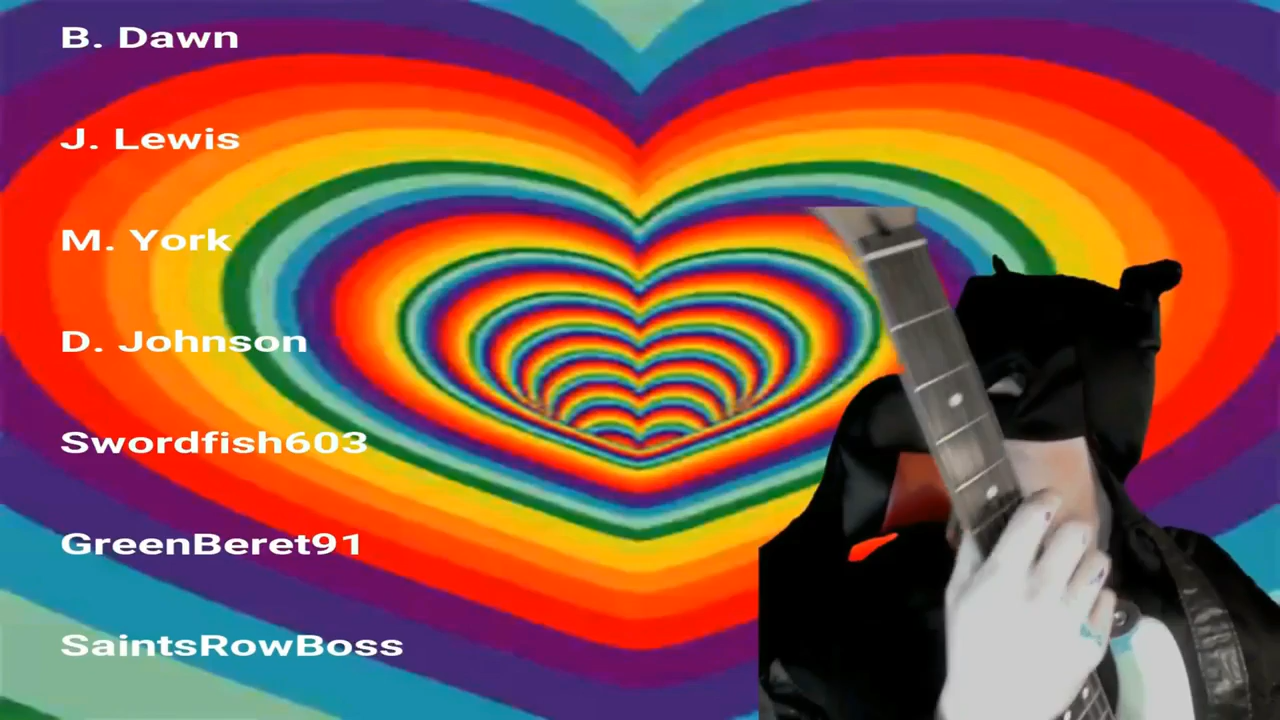 B. Dawn
J. Lewis
M. York
D. Johnson
Swordfish603
GreenBeret91
SaintsRowBoss